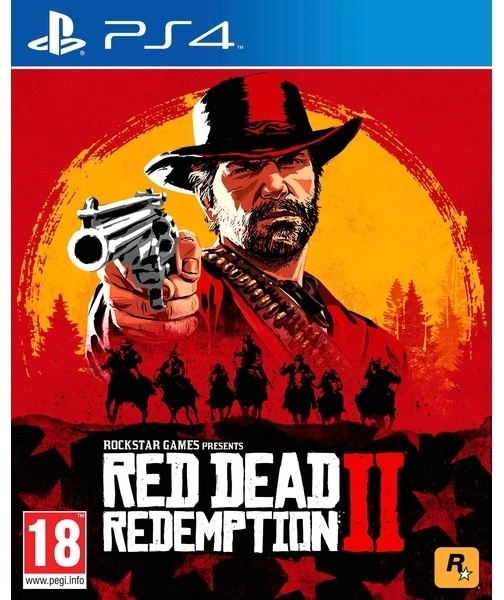 PS4
ROCKSTAR GAMES PRESENTS
RED DEAD
REDEMPTION II
18
www.pegi.info
R